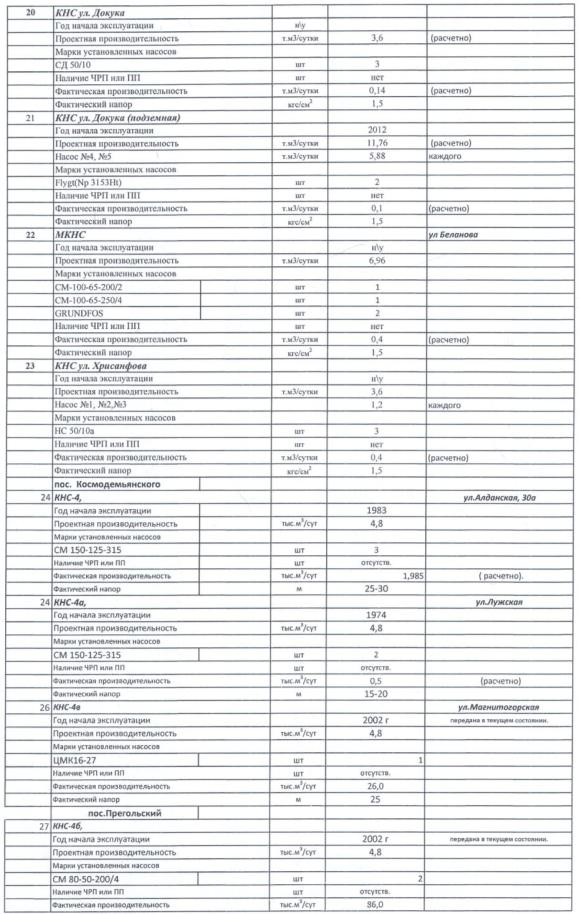 20 КНС ул. Докука
Год начала эксплуатации н\у
Проектная производительность т.м3/сутки 3,6 (расчетно)
Марки установленных насосов
СД 50/10 шт 3
Наличие ЧРП или ПП шт нет
Фактическая производительность т.м3/сутки 0,14 (расчетно)
Фактический напор кгс/см² 1,5
21 КНС ул. Докука (подземная)
Год начала эксплуатации 2012
Проектная производительность т.м3/сутки 11,76 (расчетно)
Насос №4, №5 т.м3/сутки 5,88 каждого
Марки установленных насосов
Flygt(Np 3153Ht) шт 2
Наличие ЧРП или ПП шт нет
Фактическая производительность т.м3/сутки 0,1 (расчетно)
Фактический напор кгс/см² 1,5
22 МКНС ул Беланова
Год начала эксплуатации н\у
Проектная производительность т.м3/сутки 6,96
Марки установленных насосов
СМ-100-65-200/2 шт 1
СМ-100-65-250/4 шт 1
GRUNDFOS шт 2
Наличие ЧРП или ПП шт нет
Фактическая производительность т.м3/сутки 0,4 (расчетно)
Фактический напор кгс/см² 1,5
23 КНС ул. Хрисанфова
Год начала эксплуатации н\у
Проектная производительность т.м3/сутки 3,6
Насос №1, №2,№3 1,2 каждого
Марки установленных насосов
НС 50/10а шт 3
Наличие ЧРП или ПП шт нет
Фактическая производительность т.м3/сутки 0,4 (расчетно)
Фактический напор кгс/см² 1,5
пос. Космодемьянского
24 КНС-4, ул.Алданская, 30а
Год начала эксплуатации 1983
Проектная производительность тыс.м³/сут 4,8
Марки установленных насосов
СМ 150-125-315 шт 3
Наличие ЧРП или ПП шт отсутств.
Фактическая производительность тыс.м³/сут 1,985 ( расчетно).
Фактический напор м 25-30
24 КНС-4а, ул.Лужская
Год начала эксплуатации 1974
Проектная производительность тыс.м³/сут 4,8
Марки установленных насосов
СМ 150-125-315 шт 2
Наличие ЧРП или ПП шт отсутств.
Фактическая производительность тыс.м³/сут 0,5 (расчетно)
Фактический напор м 15-20
26 КНС-4в ул.Магнитогорская
Год начала эксплуатации 2002 г передана в текущем состоянии.
Проектная производительность тыс.м³/сут 4,8
Марки установленных насосов
ЦМК16-27 шт 1
Наличие ЧРП или ПП шт отсутств.
Фактическая производительность тыс.м³/сут 26,0
Фактический напор м 25
пос.Прегольский
27 КНС-4б,
Год начала эксплуатации 2002 г передана в текущем состоянии.
Проектная производительность тыс.м³/сут 4,8
Марки установленных насосов
СМ 80-50-200/4 шт 2
Наличие ЧРП или ПП шт отсутств.
Фактическая производительность тыс.м³/сут 86,0